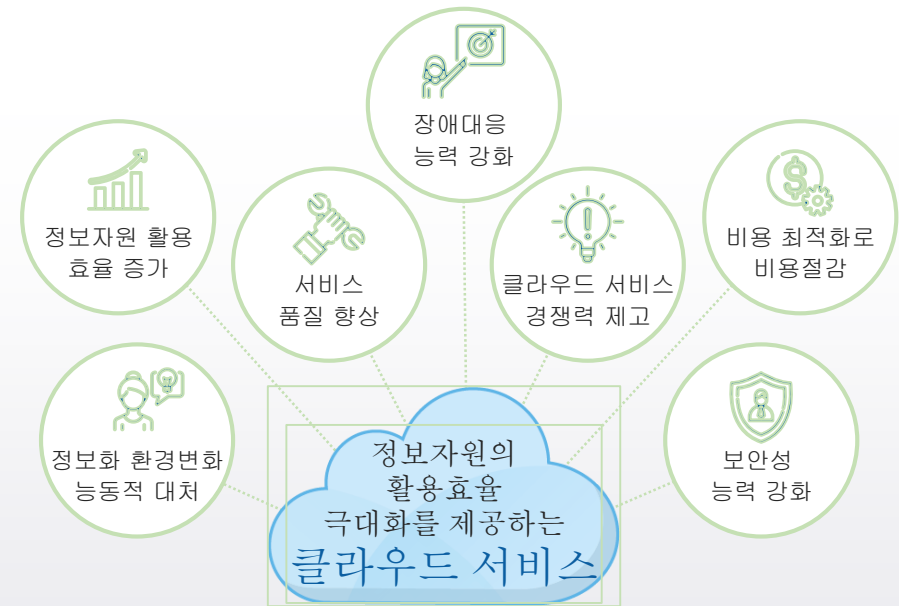 장애대응
능력 강화
정보자원 활용
효율 증가
서비스
품질 향상
클라우드 서비스
경쟁력 제고
비용 최적화로
비용절감
정보화 환경변화
능동적 대처
보안성
능력 강화
정보자원의
활용효율
극대화를 제공하는
클라우드 서비스